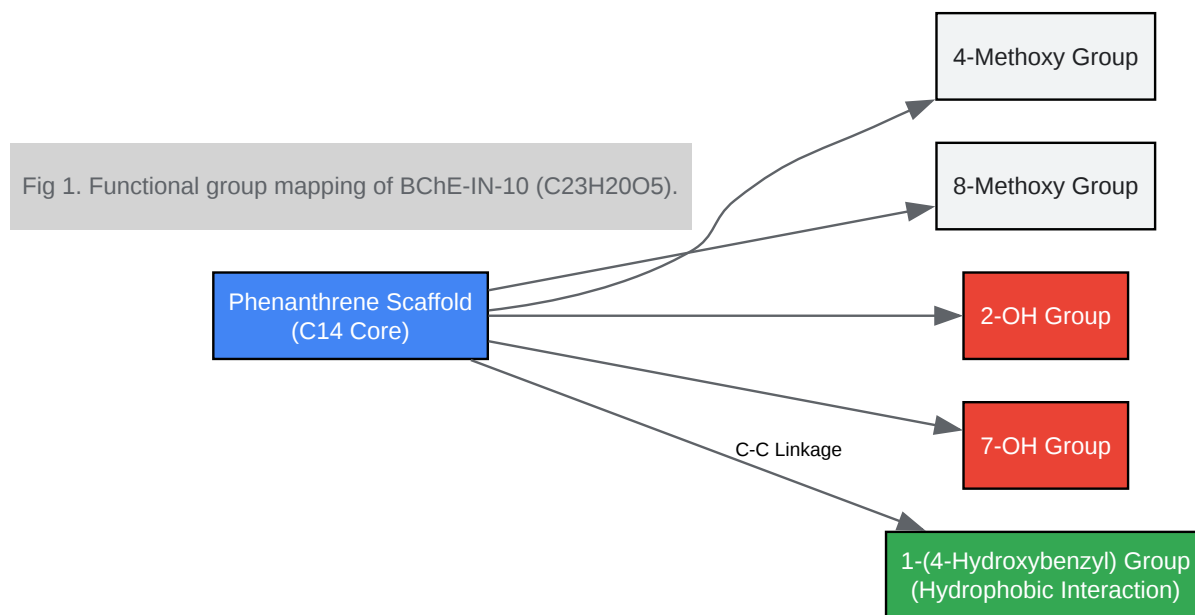 4-Methoxy Group
Fig 1. Functional group mapping of BChE-IN-10 (C23H20O5).
8-Methoxy Group
Phenanthrene Scaffold
(C14 Core)
2-OH Group
7-OH Group
C-C Linkage
1-(4-Hydroxybenzyl) Group
(Hydrophobic Interaction)